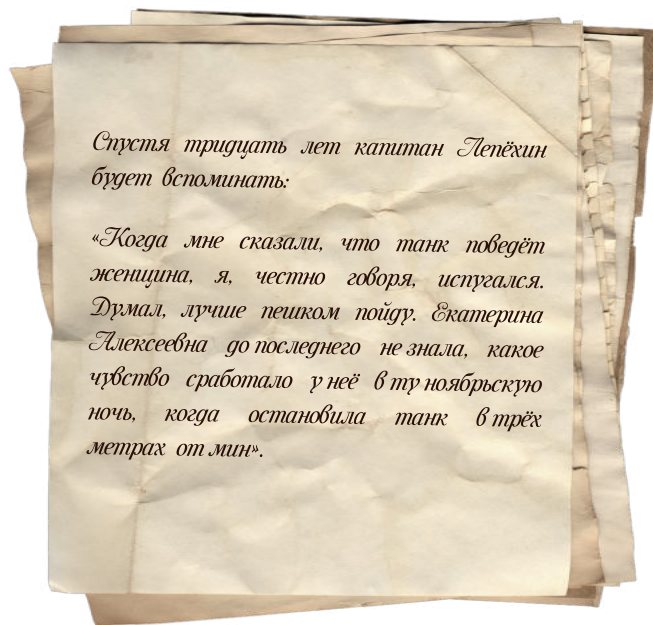 Спустя тридцать лет капитан Лепёхин
будет вспоминать:
«Когда мне сказали, что танк поведёт
женщина, я, честно говоря, испугался.
Думал, лучше пешком пойду. Екатерина
Алексеевна до последнего не знала, какое
чувство сработало у неё в ту ноябрьскую
ночь, когда остановила танк в трёх
метрах от мин».